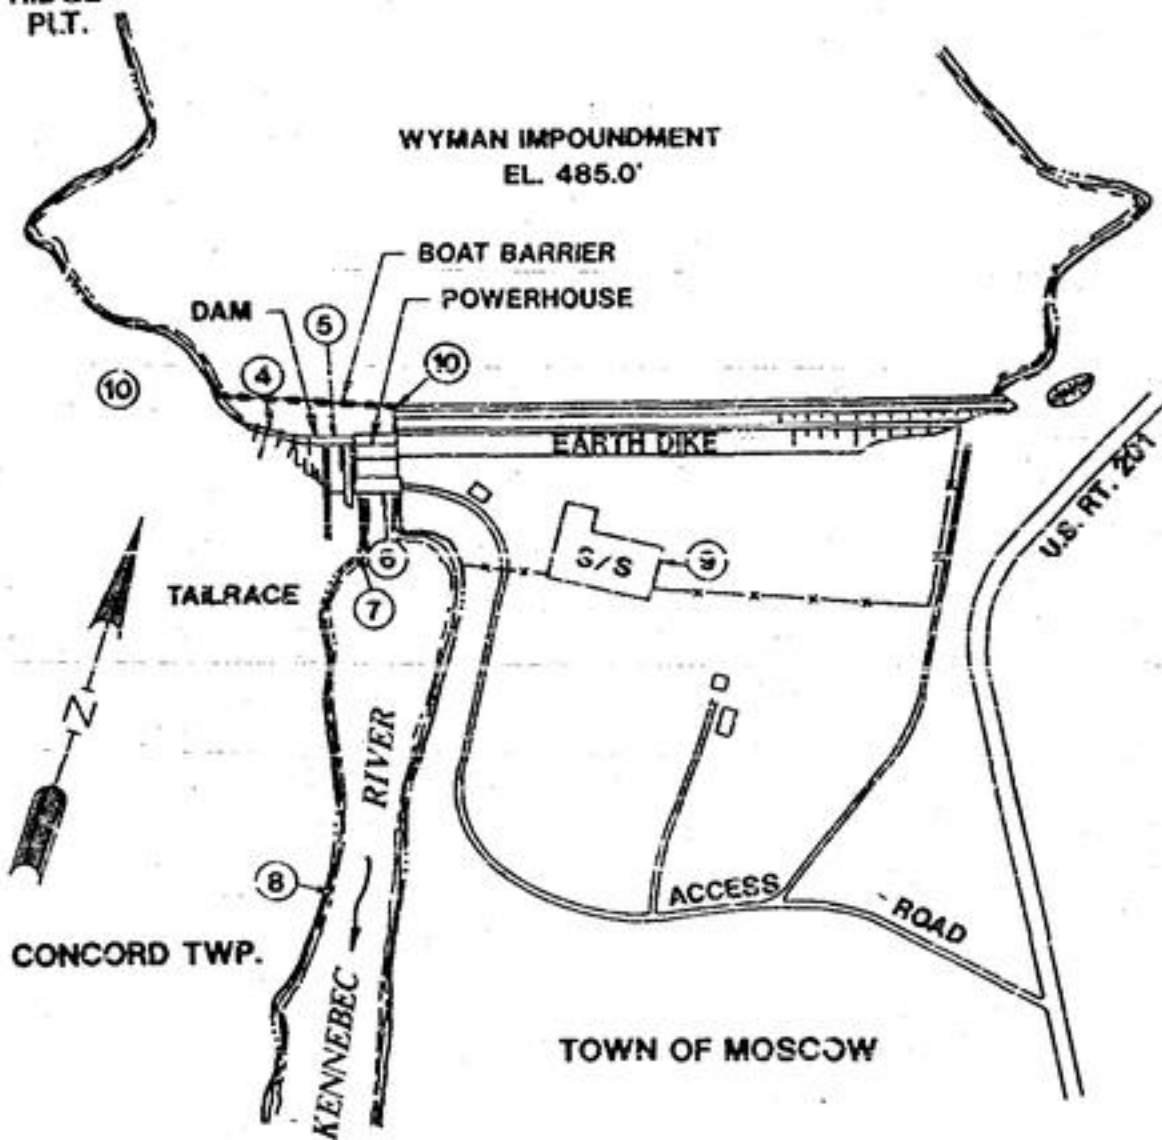 PLT.
WYMAN IMPOUNDMENT
EL. 485.0'
BOAT BARRIER
POWERHOUSE
DAM
5
4
10
10
EARTH DIKE
U.S. RT. 201
S/S
9
6
7
TAILRACE
N
RIVER
8
ACCESS
ROAD
CONCORD TWP.
KENNEBEC
TOWN OF MOSCOW